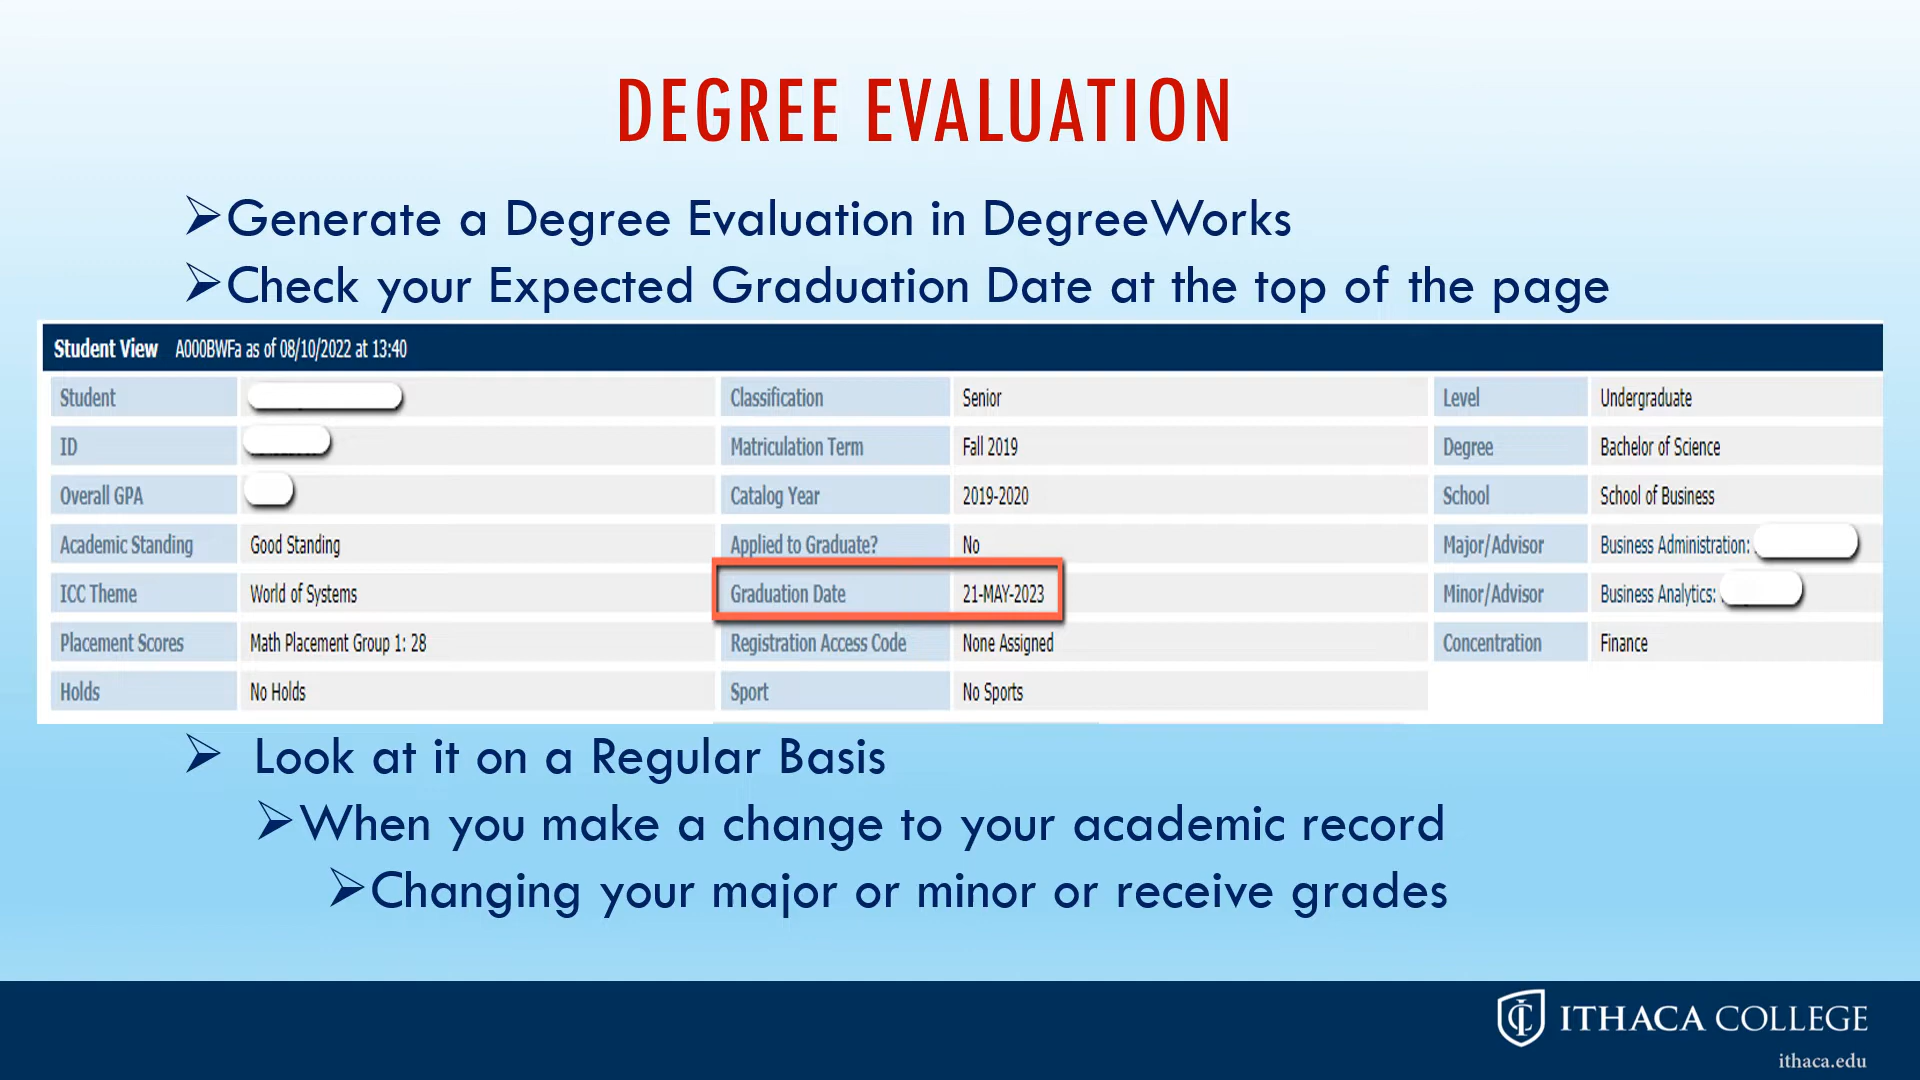 DEGREE EVALUATION
Generate a Degree Evaluation in DegreeWorks
Check your Expected Graduation Date at the top of the page
Student View A000BWFa as of 08/10/2022 at 13:40
Student Classification Senior Level Undergraduate
ID Matriculation Term Fall 2019 Degree Bachelor of Science
Overall GPA Catalog Year 2019-2020 School School of Business
Academic Standing Good Standing Applied to Graduate? No Major/Advisor Business Administration:
ICC Theme World of Systems Graduation Date 21-MAY-2023 Minor/Advisor Business Analytics:
Placement Scores Math Placement Group 1: 28 Registration Access Code None Assigned Concentration Finance
Holds No Holds Sport No Sports
Look at it on a Regular Basis
When you make a change to your academic record
Changing your major or minor or receive grades
ITHACA COLLEGE
ithaca.edu